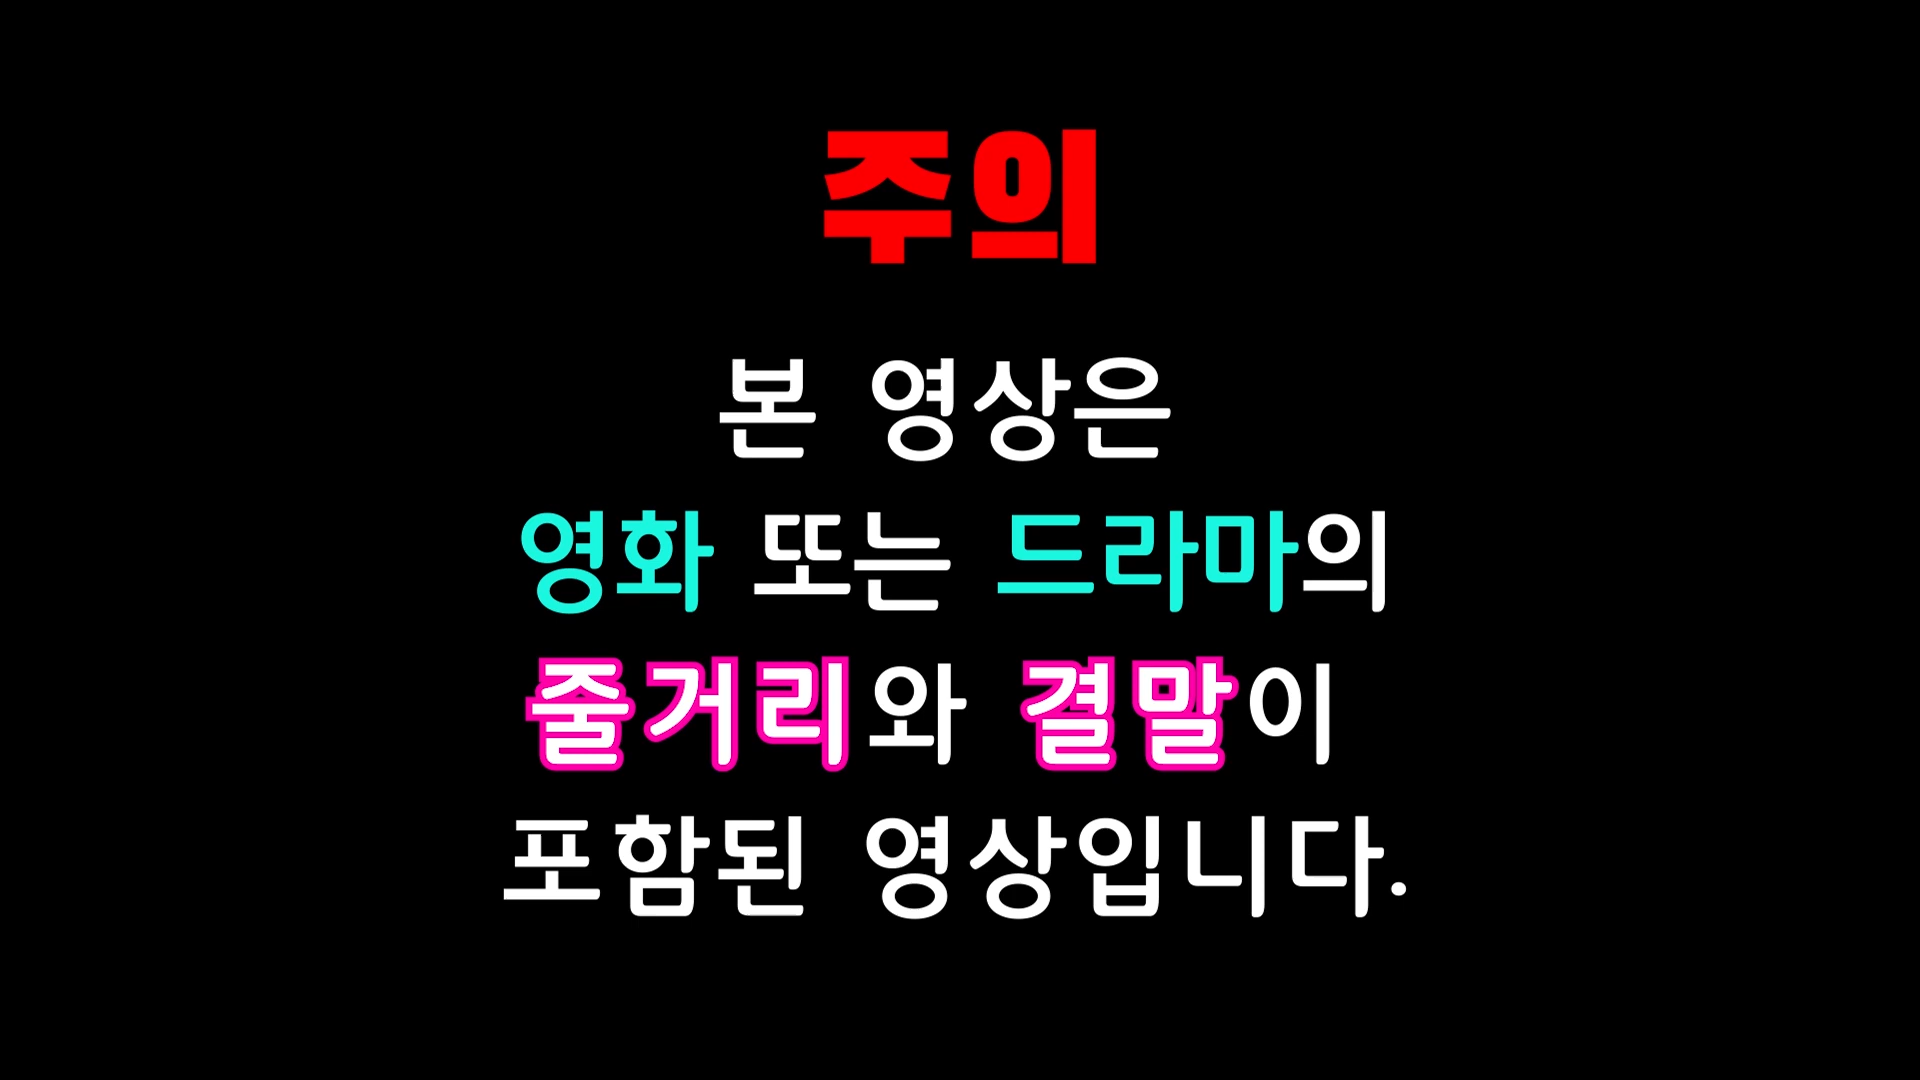 주의
본 영상은
영화 또는 드라마의
줄거리와 결말이
포함된 영상입니다.